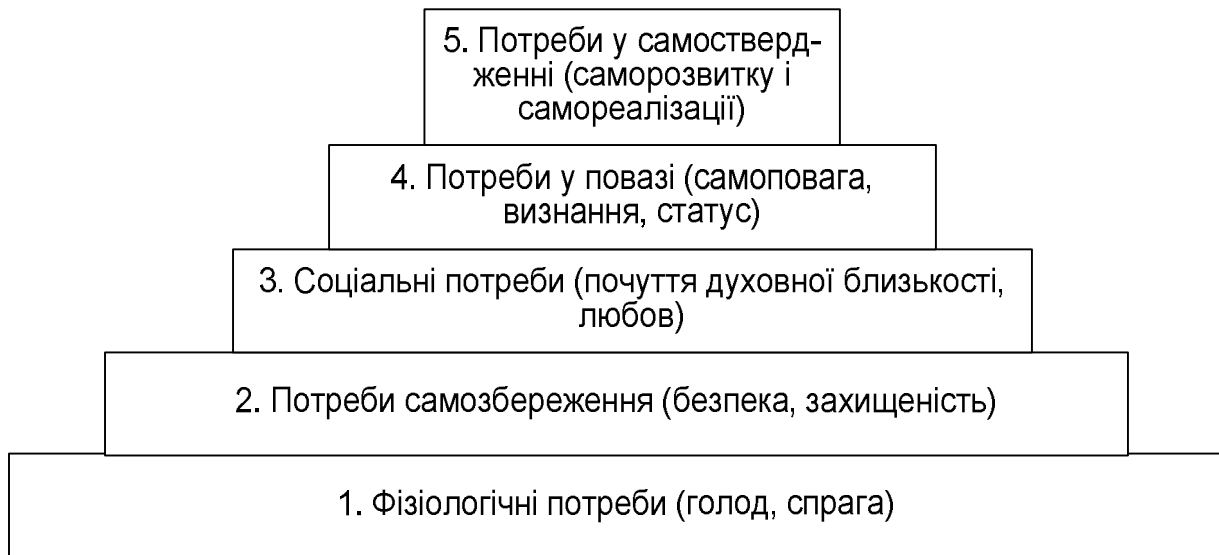 5. Потреби у самостверд-
женні (саморозвитку і
самореалізації)
4. Потреби у повазі (самоповага,
визнання, статус)
3. Соціальні потреби (почуття духовної близькості,
любов)
2. Потреби самозбереження (безпека, захищеність)
1. Фізіологічні потреби (голод, спрага)